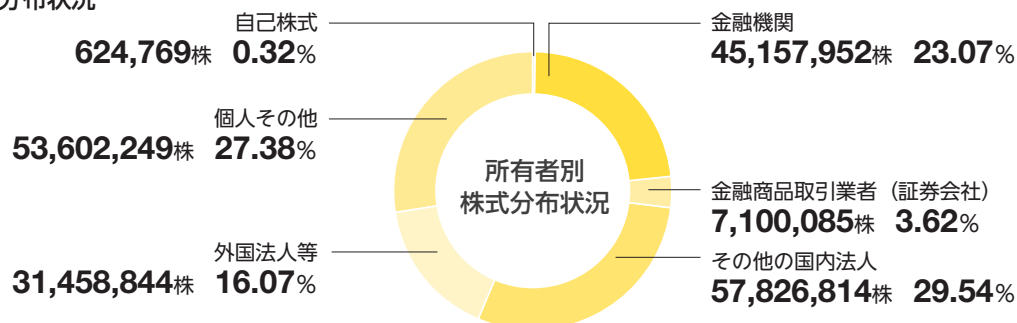 分布状況
自己株式
624,769株 0.32%
金融機関
45,157,952株 23.07%
個人その他
53,602,249株 27.38%
所有者別
株式分布状況
金融商品取引業者（証券会社）
7,100,085株 3.62%
外国法人等
31,458,844株 16.07%
その他の国内法人
57,826,814株 29.54%